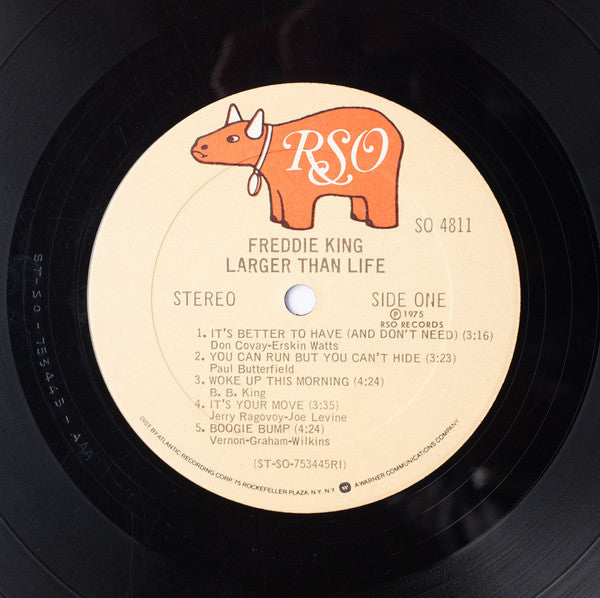 RSO
SO 4811
FREDDIE KING
LARGER THAN LIFE
STEREO
SIDE ONE
Ⓟ 1975
RSO RECORDS
1. IT'S BETTER TO HAVE (AND DON'T NEED) (3:16)
Don Covay-Erskin Watts
2. YOU CAN RUN BUT YOU CAN'T HIDE (3:23)
Paul Butterfield
3. WOKE UP THIS MORNING (4:24)
B. B. King
4. IT'S YOUR MOVE (3:35)
Jerry Ragovoy-Joe Levine
5. BOOGIE BUMP (4:24)
Vernon-Graham-Wilkins
(ST-SO-753445RI)
DIST. BY ATLANTIC RECORDING CORP. 75 ROCKEFELLER PLAZA, N.Y. N.Y. W A WARNER COMMUNICATIONS COMPANY
ST-SO-753445-AAA